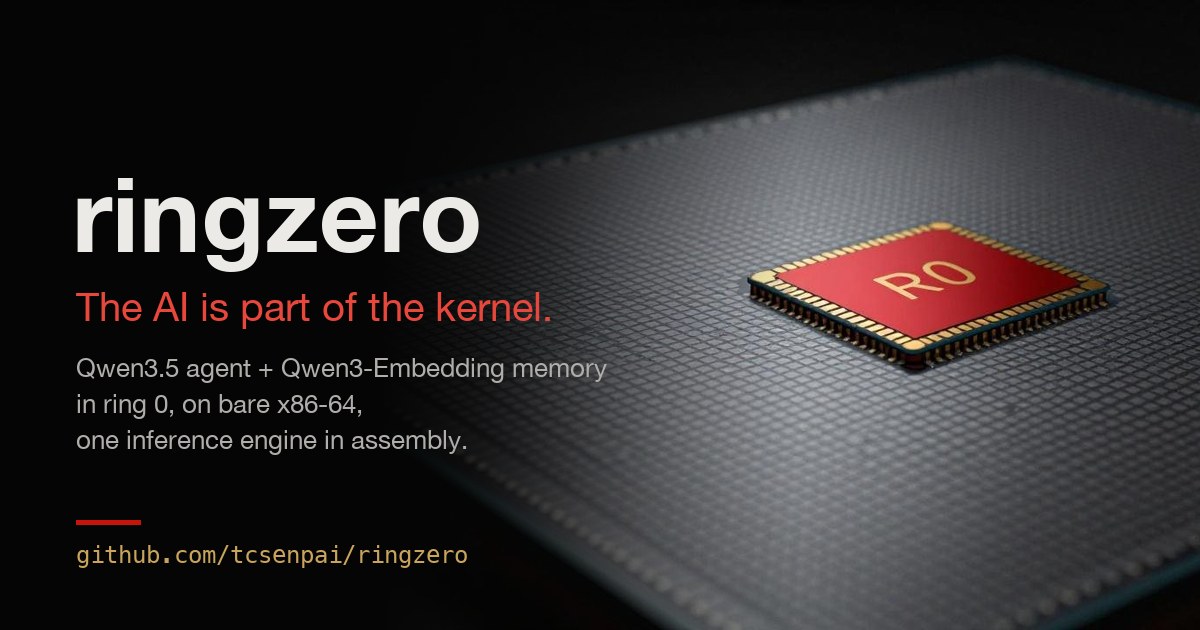 ringzero
The AI is part of the kernel.
Qwen3.5 agent + Qwen3-Embedding memory
in ring 0, on bare x86-64,
one inference engine in assembly.
github.com/tcsenpai/ringzero
R0